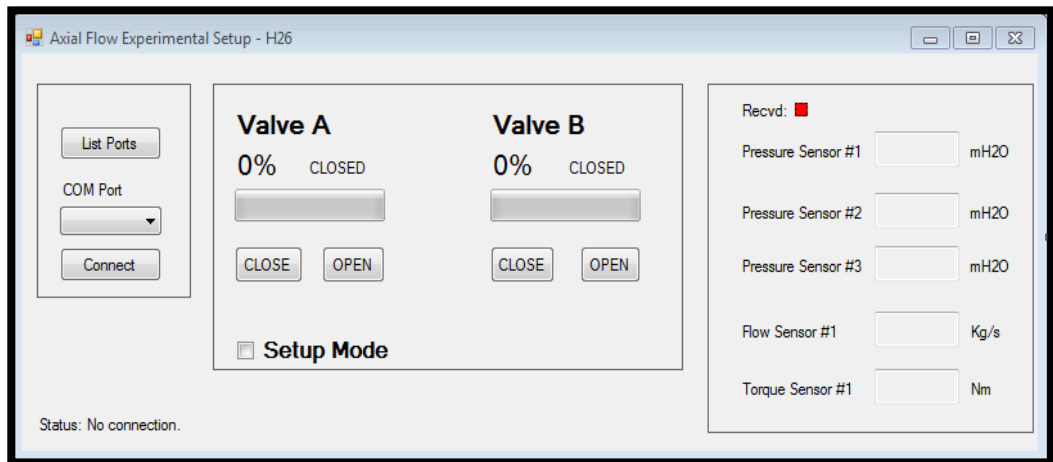 Axial Flow Experimental Setup - H26
List Ports
COM Port
Connect
Valve A
0% CLOSED
CLOSE OPEN
Valve B
0% CLOSED
CLOSE OPEN
Setup Mode
Recvd:
Pressure Sensor #1 mH2O
Pressure Sensor #2 mH2O
Pressure Sensor #3 mH2O
Flow Sensor #1 Kg/s
Torque Sensor #1 Nm
Status: No connection.